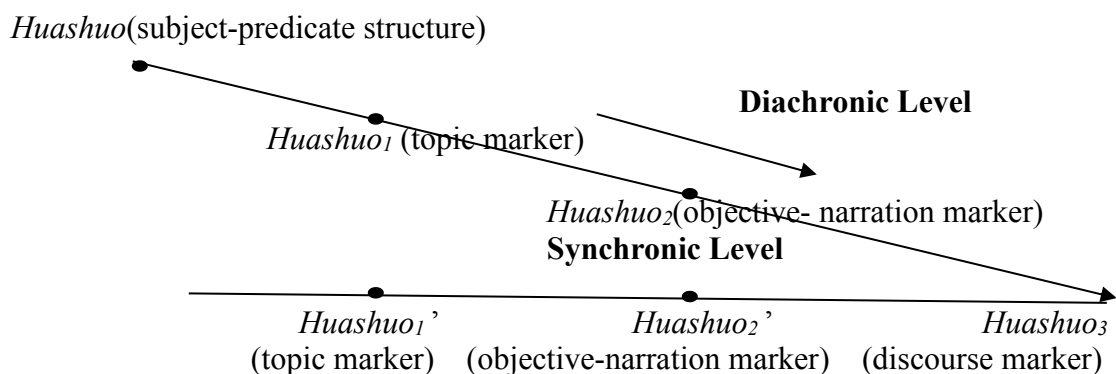 Huashuo(subject-predicate structure)
Diachronic Level
Huashuo₁ (topic marker)
Huashuo₂(objective- narration marker)
Synchronic Level
Huashuo₁’ Huashuo₂’ Huashuo₃
(topic marker) (objective-narration marker) (discourse marker)